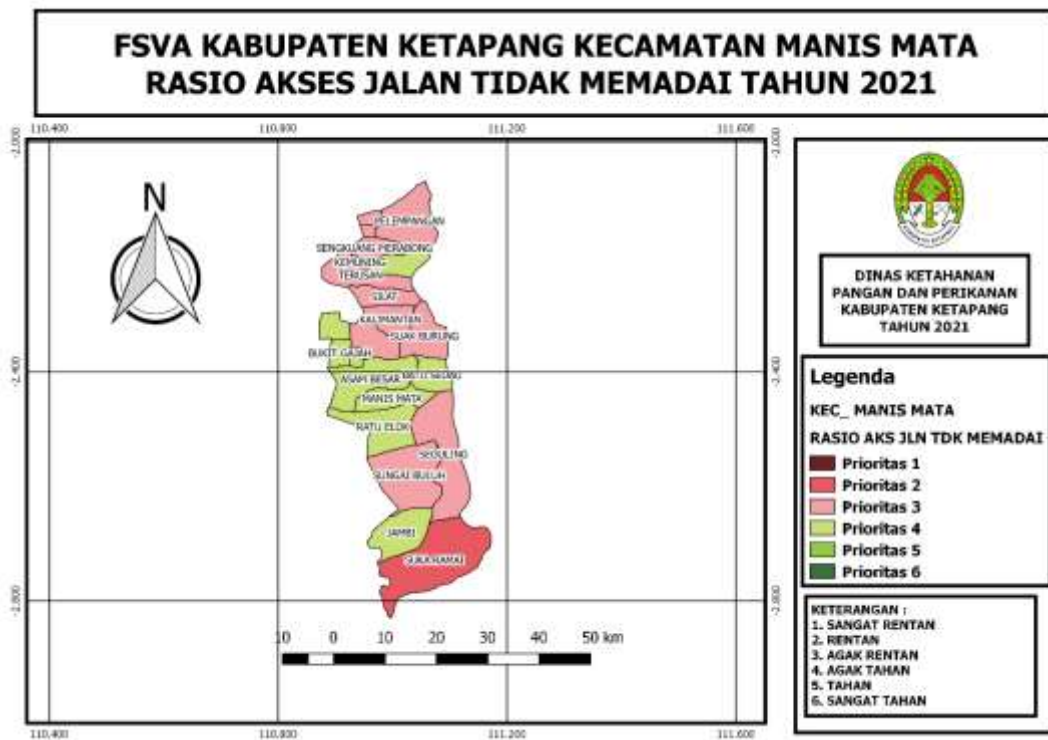 FSVA KABUPATEN KETAPANG KECAMATAN MANIS MATA
RASIO AKSES JALAN TIDAK MEMADAI TAHUN 2021
110.400 110.800 111.200 111.600
-2.000 -2.000
N
PELEMPANGAN
SENGKUANG MERABONG
KEMUNING
TERUSAN
SILAT
KALIMANTAN
SUAK BURUNG
BUKIT GAJAH
-2.400 -2.400
ASAM BESAR
MANIS MATA
RATU ELOK
SEGULING
SUNGAI BULUH
JAMBI
SUKA RAMAI
-2.800 -2.800
10 0 10 20 30 40 50 km
110.400 110.800 111.200 111.600
DINAS KETAHANAN
PANGAN DAN PERIKANAN
KABUPATEN KETAPANG
TAHUN 2021
Legenda
KEC_ MANIS MATA
RASIO AKS JLN TDK MEMADAI
Prioritas 1
Prioritas 2
Prioritas 3
Prioritas 4
Prioritas 5
Prioritas 6
KETERANGAN :
1. SANGAT RENTAN
2. RENTAN
3. AGAK RENTAN
4. AGAK TAHAN
5. TAHAN
6. SANGAT TAHAN